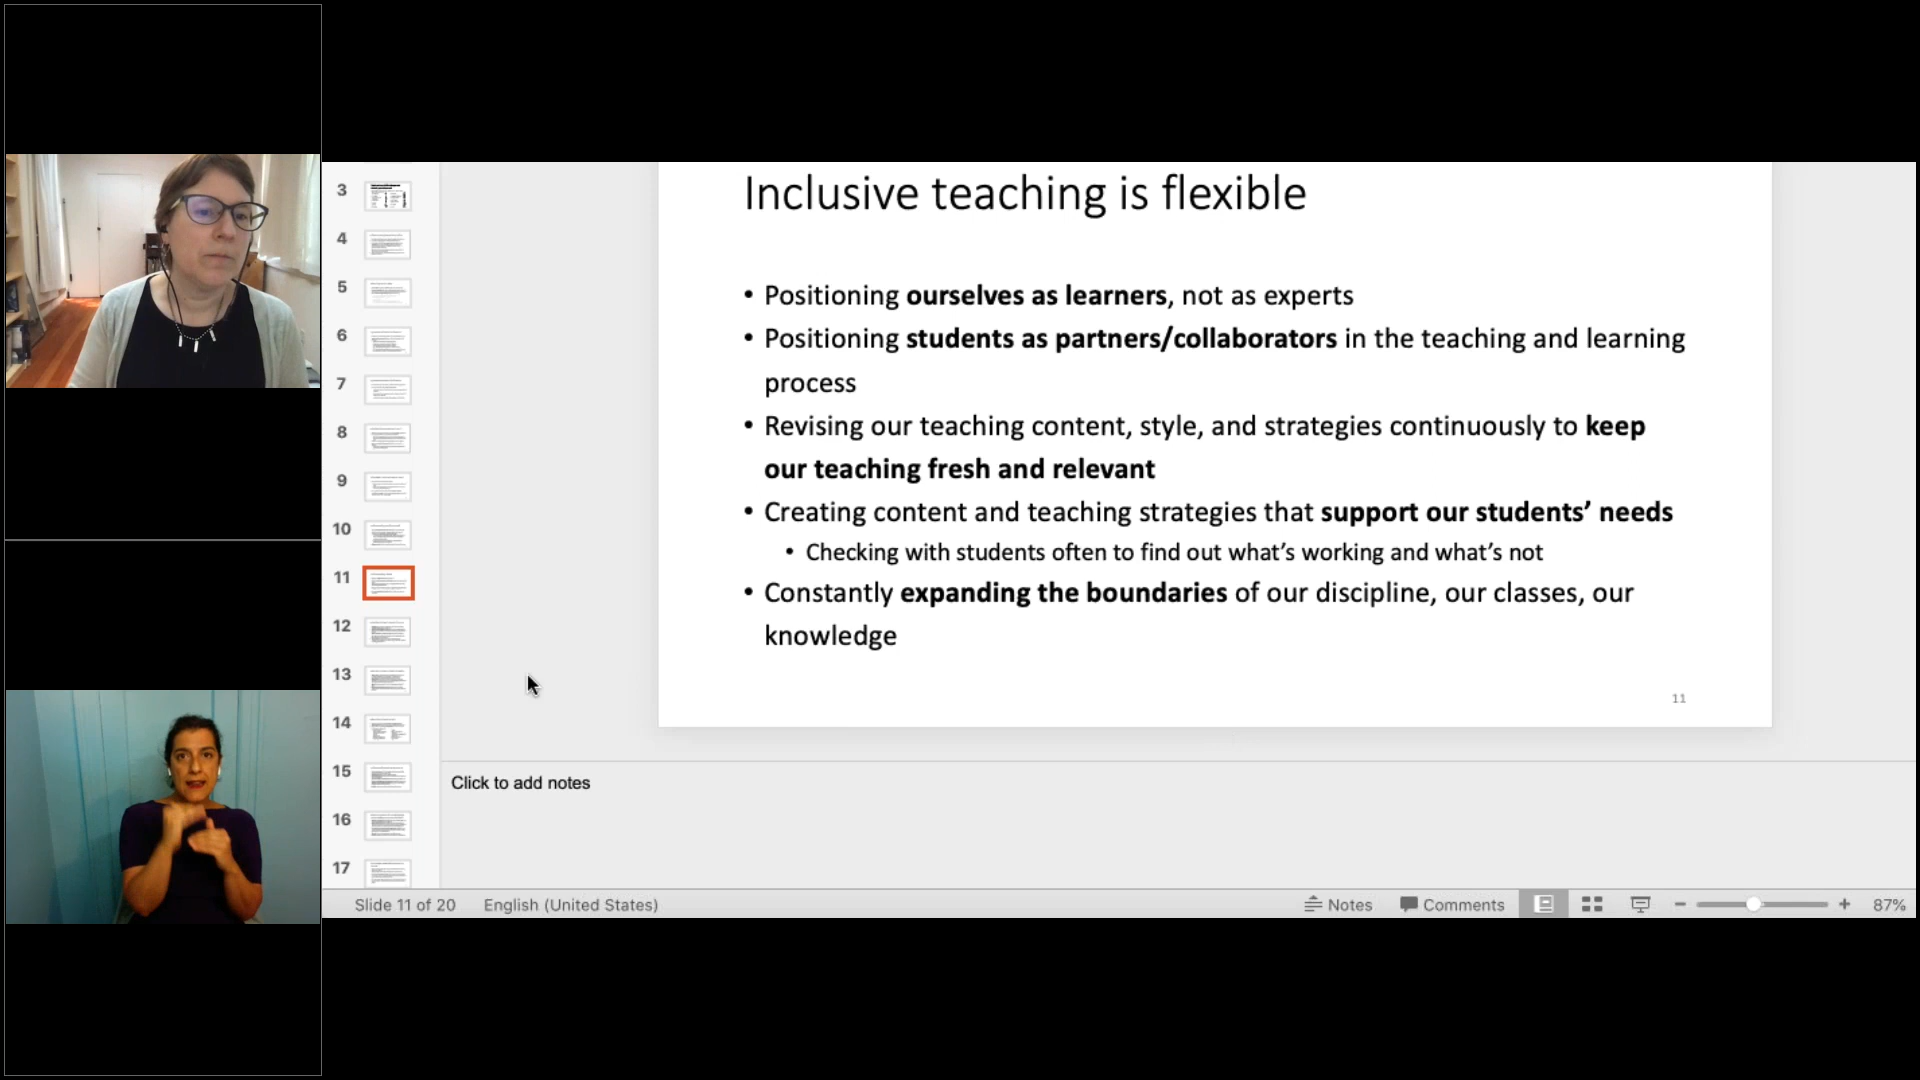 Inclusive teaching is flexible
• Positioning ourselves as learners, not as experts
• Positioning students as partners/collaborators in the teaching and learning
process
• Revising our teaching content, style, and strategies continuously to keep
our teaching fresh and relevant
• Creating content and teaching strategies that support our students’ needs
• Checking with students often to find out what’s working and what’s not
• Constantly expanding the boundaries of our discipline, our classes, our
knowledge
11
3
4
5
6
7
8
9
10
11
12
13
14
15
16
17
Click to add notes
Slide 11 of 20 English (United States) Notes Comments 87%